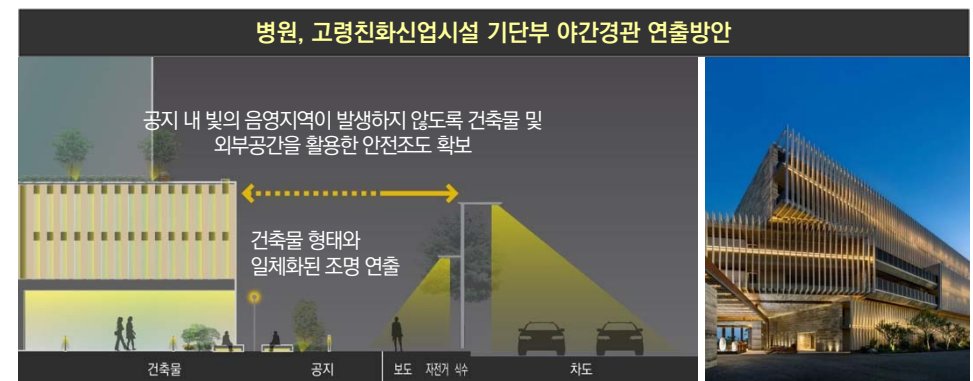 병원, 고령친화신업시설 기단부 야간경관 연출방안
공지 내 빛의 음영지역이 발생하지 않도록 건축물 및
외부공간을 활용한 안전조도 확보
건축물 형태와
일체화된 조명 연출
건축물 공지 보도 자전거 식수 차도